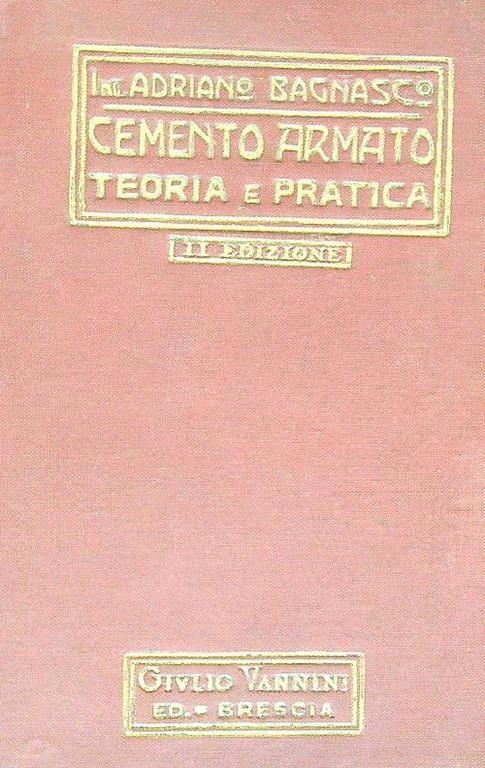 Ing. ADRIANO BAGNASCO
CEMENTO ARMATO
TEORIA E PRATICA
II EDIZIONE
GIVLIO VANNINI
ED. - BRESCIA